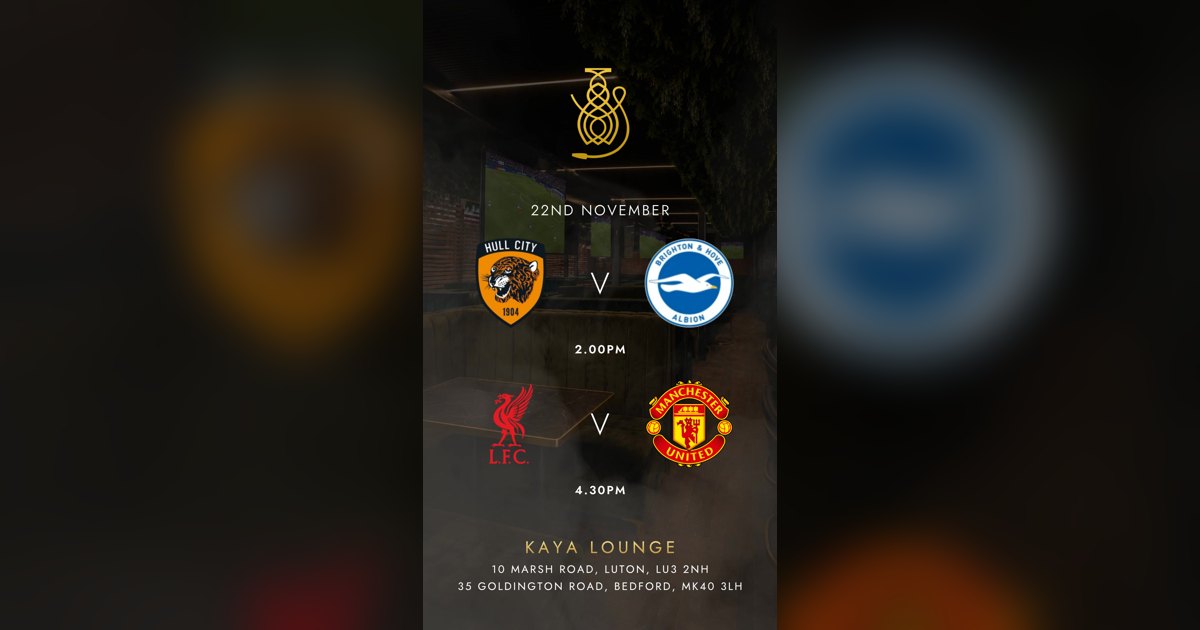 22ND NOVEMBER
HULL CITY
1904
V
BRIGHTON & HOVE
ALBION
2.00PM
L.F.C.
V
MANCHESTER
UNITED
4.30PM
KAYA LOUNGE
10 MARSH ROAD, LUTON, LU3 2NH
35 GOLDINGTON ROAD, BEDFORD, MK40 3LH